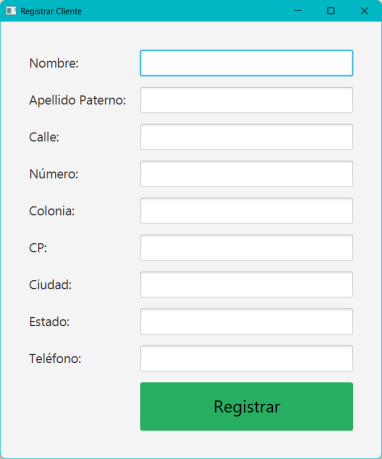 Registrar Cliente
Nombre:
Apellido Paterno:
Calle:
Número:
Colonia:
CP:
Ciudad:
Estado:
Teléfono:
Registrar